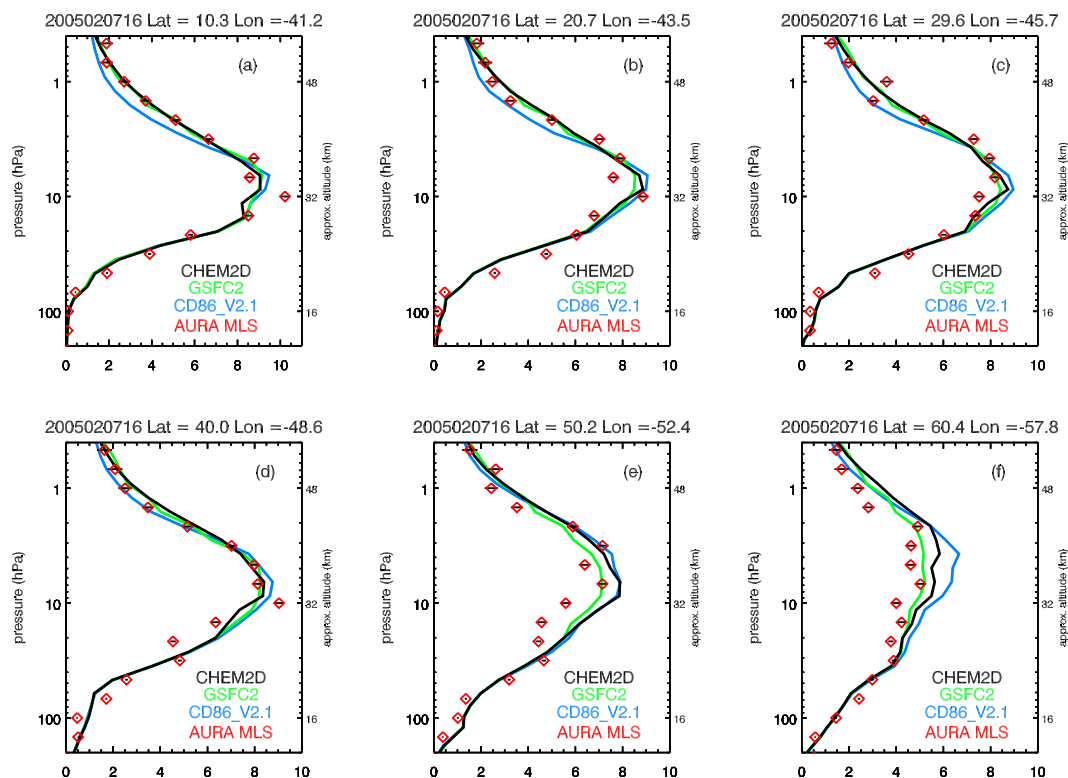 2005020716 Lat = 10.3 Lon =-41.2
(a)
pressure (hPa)
1
10
100
48
32
16
approx. altitude (km)
CHEM2D
GSFC2
CD86_V2.1
AURA MLS
0 2 4 6 8 10
2005020716 Lat = 20.7 Lon =-43.5
(b)
pressure (hPa)
1
10
100
48
32
16
approx. altitude (km)
CHEM2D
GSFC2
CD86_V2.1
AURA MLS
0 2 4 6 8 10
2005020716 Lat = 29.6 Lon =-45.7
(c)
pressure (hPa)
1
10
100
48
32
16
approx. altitude (km)
CHEM2D
GSFC2
CD86_V2.1
AURA MLS
0 2 4 6 8 10
2005020716 Lat = 40.0 Lon =-48.6
(d)
pressure (hPa)
1
10
100
48
32
16
approx. altitude (km)
CHEM2D
GSFC2
CD86_V2.1
AURA MLS
0 2 4 6 8 10
2005020716 Lat = 50.2 Lon =-52.4
(e)
pressure (hPa)
1
10
100
48
32
16
approx. altitude (km)
CHEM2D
GSFC2
CD86_V2.1
AURA MLS
0 2 4 6 8 10
2005020716 Lat = 60.4 Lon =-57.8
(f)
pressure (hPa)
1
10
100
48
32
16
approx. altitude (km)
CHEM2D
GSFC2
CD86_V2.1
AURA MLS
0 2 4 6 8 10